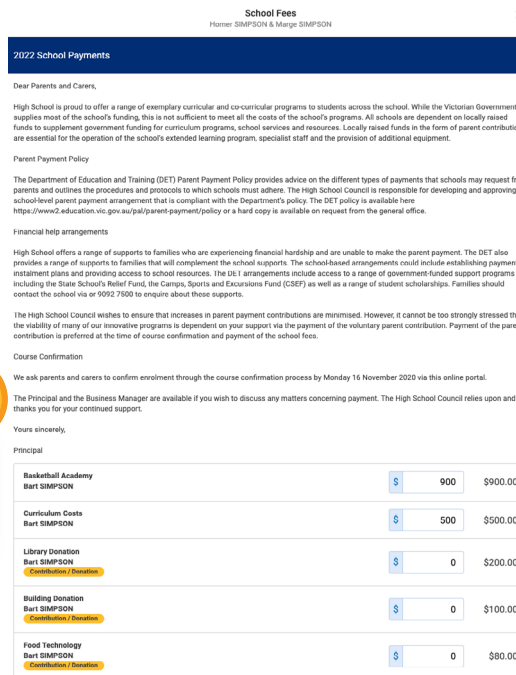 School Fees
Homer SIMPSON & Marge SIMPSON
2022 School Payments
Dear Parents and Carers,
High School is proud to offer a range of exemplary curricular and co-curricular programs to students across the school. While the Victorian Government
supplies most of the school's funding, this is not sufficient to meet all the costs of the school's programs. All schools are dependent on locally raised
funds to supplement government funding for curriculum programs, school services and resources. Locally raised funds in the form of parent contributio
are essential for the operation of the school's extended learning program, specialist staff and the provision of additional equipment.
Parent Payment Policy
The Department of Education and Training (DET) Parent Payment Policy provides advice on the different types of payments that schools may request fr
parents and outlines the procedures and protocols to which schools must adhere. The High School Council is responsible for developing and approving
school-level parent payment arrangement that is compliant with the Department's policy. The DET policy is available here
https://www2.education.vic.gov.au/pal/parent-payment/policy or a hard copy is available on request from the general office.
Financial help arrangements
High School offers a range of supports to families who are experiencing financial hardship and are unable to make the parent payment. The DET also
provides a range of supports to families that will complement the school supports. The school-based arrangements could include establishing paymen
instalment plans and providing access to school resources. The DET arrangements include access to a range of government-funded support programs
including the State School's Relief Fund, the Camps, Sports and Excursions Fund (CSEF) as well as a range of student scholarships. Families should
contact the school via or 9092 7500 to enquire about these supports.
The High School Council wishes to ensure that increases in parent payment contributions are minimised. However, it cannot be too strongly stressed th
the viability of many of our innovative programs is dependent on your support via the payment of the voluntary parent contribution. Payment of the pare
contribution is preferred at the time of course confirmation and payment of the school fees.
Course Confirmation
We ask parents and carers to confirm enrolment through the course confirmation process by Monday 16 November 2020 via this online portal.
The Principal and the Business Manager are available if you wish to discuss any matters concerning payment. The High School Council relies upon and
thanks you for your continued support.
Yours sincerely,
Principal
Basketball Academy
Bart SIMPSON
$ 900 $900.00
Curriculum Costs
Bart SIMPSON
$ 500 $500.00
Library Donation
Bart SIMPSON
Contribution / Donation
$ 0 $200.00
Building Donation
Bart SIMPSON
Contribution / Donation
$ 0 $100.00
Food Technology
Bart SIMPSON
Contribution / Donation
$ 0 $80.00